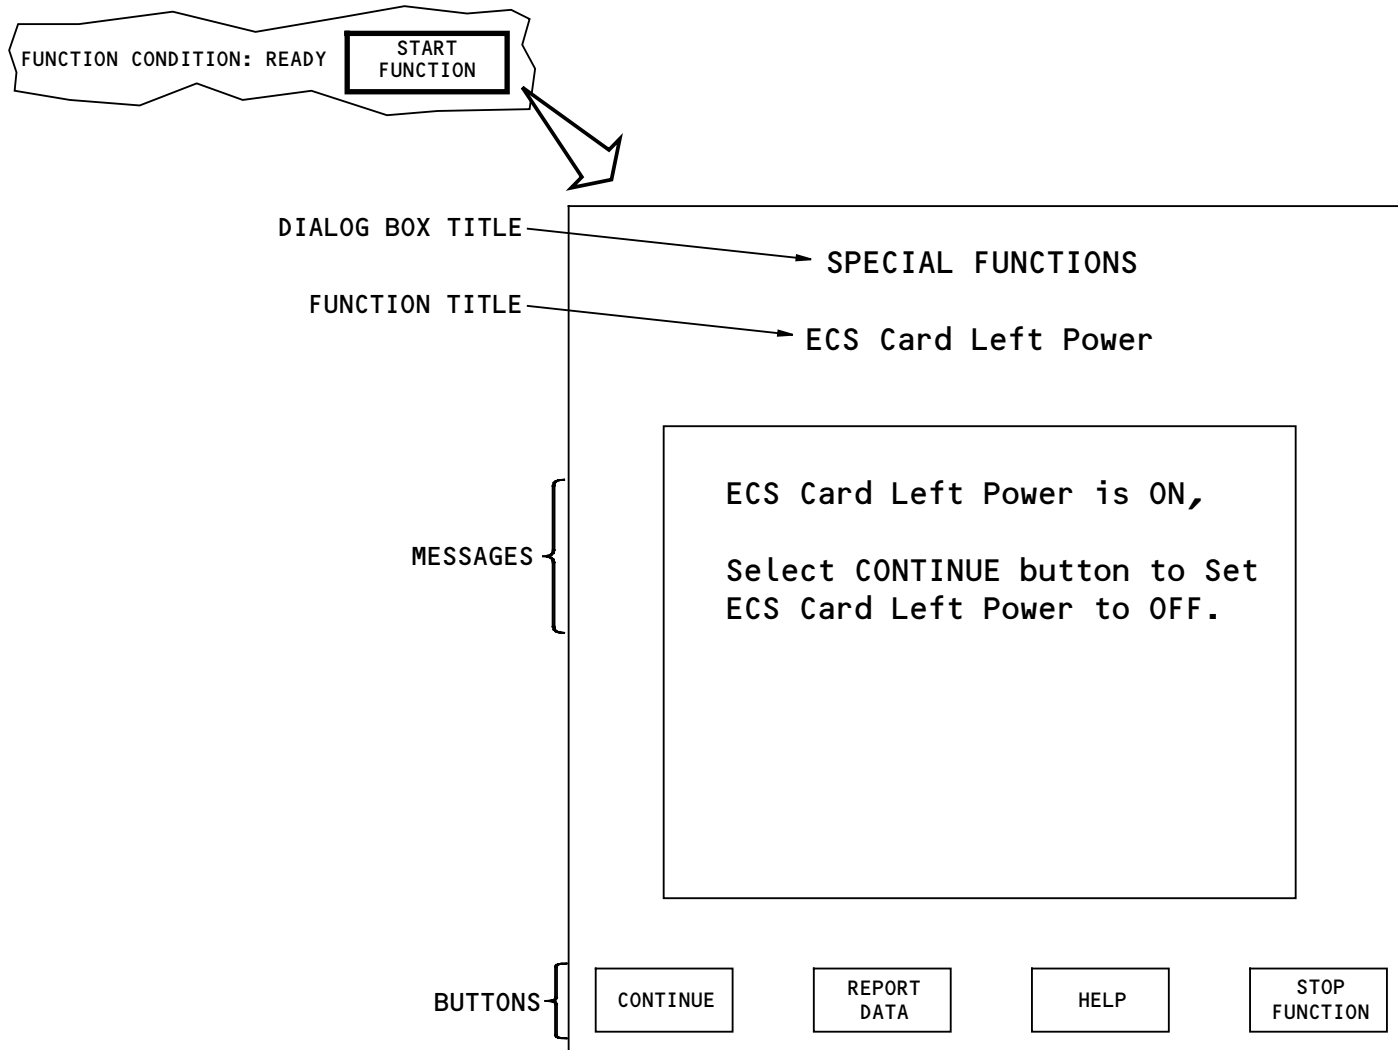 FUNCTION CONDITION: READY
START
FUNCTION
DIALOG BOX TITLE
SPECIAL FUNCTIONS
FUNCTION TITLE
ECS Card Left Power
MESSAGES
ECS Card Left Power is ON,
Select CONTINUE button to Set
ECS Card Left Power to OFF.
BUTTONS
CONTINUE
REPORT
DATA
HELP
STOP
FUNCTION